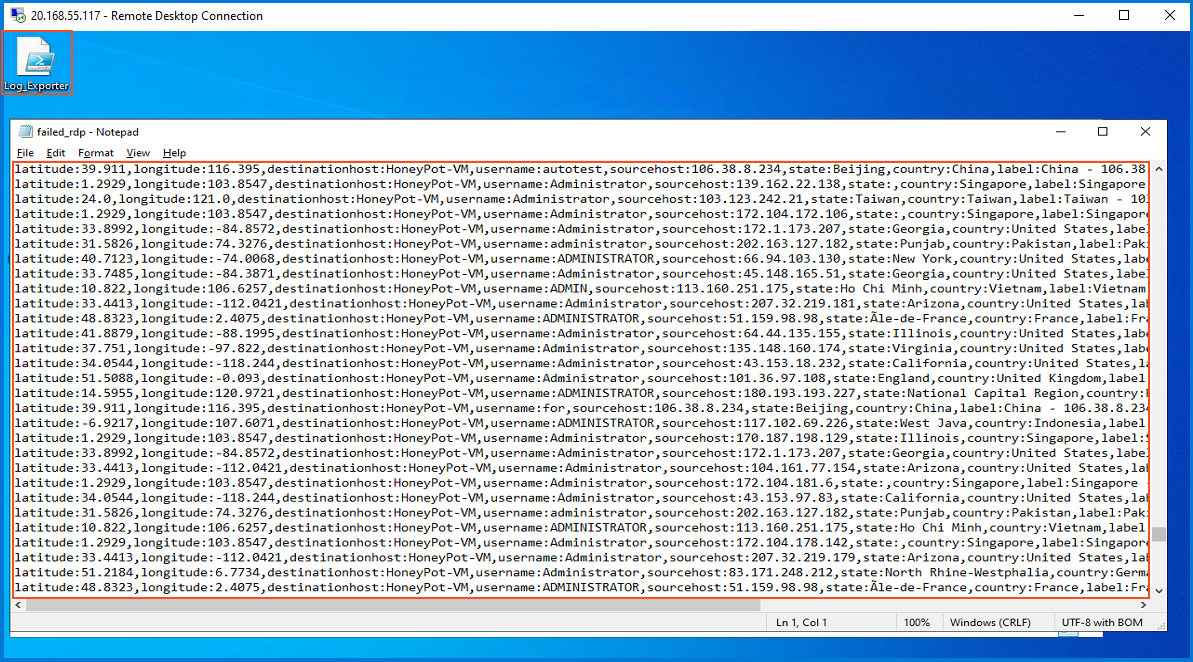 20.168.55.117 - Remote Desktop Connection
Log_Exporter
failed_rdp - Notepad
File Edit Format View Help
latitude:39.911,longitude:116.395,destinationhost:HoneyPot-VM,username:autotest,sourcehost:106.38.8.234,state:Beijing,country:China,label:China - 106.38
latitude:1.2929,longitude:103.8547,destinationhost:HoneyPot-VM,username:Administrator,sourcehost:139.162.22.138,state:,country:Singapore,label:Singapore
latitude:24.0,longitude:121.0,destinationhost:HoneyPot-VM,username:Administrator,sourcehost:103.123.242.21,state:Taiwan,country:Taiwan,label:Taiwan - 10
latitude:1.2929,longitude:103.8547,destinationhost:HoneyPot-VM,username:Administrator,sourcehost:172.104.172.106,state:,country:Singapore,label:Singapore
latitude:33.8992,longitude:-84.8572,destinationhost:HoneyPot-VM,username:Administrator,sourcehost:172.1.173.207,state:Georgia,country:United States,label
latitude:31.5826,longitude:74.3276,destinationhost:HoneyPot-VM,username:administrator,sourcehost:202.163.127.182,state:Punjab,country:Pakistan,label:Paki
latitude:40.7123,longitude:-74.0068,destinationhost:HoneyPot-VM,username:ADMINISTRATOR,sourcehost:66.94.103.130,state:New York,country:United States,labe
latitude:33.7485,longitude:-84.3871,destinationhost:HoneyPot-VM,username:Administrator,sourcehost:45.148.165.51,state:Georgia,country:United States,label
latitude:10.822,longitude:106.6257,destinationhost:HoneyPot-VM,username:ADMIN,sourcehost:113.160.251.175,state:Ho Chi Minh,country:Vietnam,label:Vietnam
latitude:33.4413,longitude:-112.0421,destinationhost:HoneyPot-VM,username:Administrator,sourcehost:207.32.219.181,state:Arizona,country:United States,lab
latitude:48.8323,longitude:2.4075,destinationhost:HoneyPot-VM,username:ADMINISTRATOR,sourcehost:51.159.98.98,state:Ãle-de-France,country:France,label:Fra
latitude:41.8879,longitude:-88.1995,destinationhost:HoneyPot-VM,username:Administrator,sourcehost:64.44.135.155,state:Illinois,country:United States,labe
latitude:37.751,longitude:-97.822,destinationhost:HoneyPot-VM,username:Administrator,sourcehost:135.148.160.174,state:Virginia,country:United States,labe
latitude:34.0544,longitude:-118.244,destinationhost:HoneyPot-VM,username:Administrator,sourcehost:43.153.18.232,state:California,country:United States,la
latitude:51.5088,longitude:-0.093,destinationhost:HoneyPot-VM,username:Administrator,sourcehost:101.36.97.108,state:England,country:United Kingdom,label
latitude:14.5955,longitude:120.9721,destinationhost:HoneyPot-VM,username:ADMINISTRATOR,sourcehost:180.193.193.227,state:National Capital Region,country:
latitude:39.911,longitude:116.395,destinationhost:HoneyPot-VM,username:for,sourcehost:106.38.8.234,state:Beijing,country:China,label:China - 106.38.8.234
latitude:-6.9217,longitude:107.6071,destinationhost:HoneyPot-VM,username:ADMINISTRATOR,sourcehost:117.102.69.226,state:West Java,country:Indonesia,label
latitude:1.2929,longitude:103.8547,destinationhost:HoneyPot-VM,username:Administrator,sourcehost:170.187.198.129,state:Illinois,country:Singapore,label:S
latitude:33.8992,longitude:-84.8572,destinationhost:HoneyPot-VM,username:Administrator,sourcehost:172.1.173.207,state:Georgia,country:United States,label
latitude:33.4413,longitude:-112.0421,destinationhost:HoneyPot-VM,username:Administrator,sourcehost:104.161.77.154,state:Arizona,country:United States,lab
latitude:1.2929,longitude:103.8547,destinationhost:HoneyPot-VM,username:Administrator,sourcehost:172.104.181.6,state:,country:Singapore,label:Singapore -
latitude:34.0544,longitude:-118.244,destinationhost:HoneyPot-VM,username:Administrator,sourcehost:43.153.97.83,state:California,country:United States,lab
latitude:31.5826,longitude:74.3276,destinationhost:HoneyPot-VM,username:administrator,sourcehost:202.163.127.182,state:Punjab,country:Pakistan,label:Paki
latitude:10.822,longitude:106.6257,destinationhost:HoneyPot-VM,username:ADMINISTRATOR,sourcehost:113.160.251.175,state:Ho Chi Minh,country:Vietnam,label
latitude:1.2929,longitude:103.8547,destinationhost:HoneyPot-VM,username:Administrator,sourcehost:172.104.178.142,state:,country:Singapore,label:Singapore
latitude:33.4413,longitude:-112.0421,destinationhost:HoneyPot-VM,username:Administrator,sourcehost:207.32.219.179,state:Arizona,country:United States,lab
latitude:51.2184,longitude:6.7734,destinationhost:HoneyPot-VM,username:Administrator,sourcehost:83.171.248.212,state:North Rhine-Westphalia,country:Germa
latitude:48.8323,longitude:2.4075,destinationhost:HoneyPot-VM,username:ADMINISTRATOR,sourcehost:51.159.98.98,state:Ãle-de-France,country:France,label:Fra
Ln 1, Col 1 100% Windows (CRLF) UTF-8 with BOM